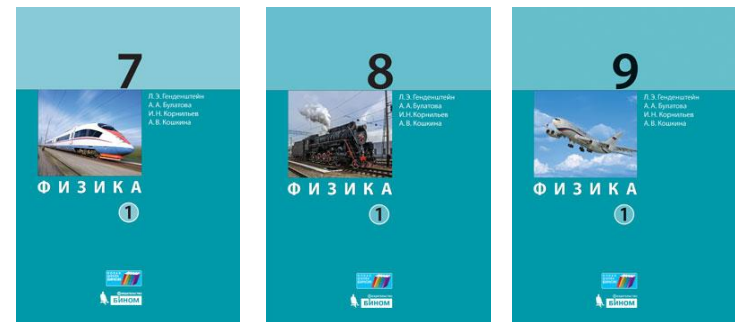 7
Л. Э. Генденштейн
А. А. Булатова
И. Н. Корнильев
А. В. Кошкина
ФИЗИКА
1
БИНОМ
8
Л. Э. Генденштейн
А. А. Булатова
И. Н. Корнильев
А. В. Кошкина
ФИЗИКА
1
БИНОМ
9
Л. Э. Генденштейн
А. А. Булатова
И. Н. Корнильев
А. В. Кошкина
ФИЗИКА
1
БИНОМ